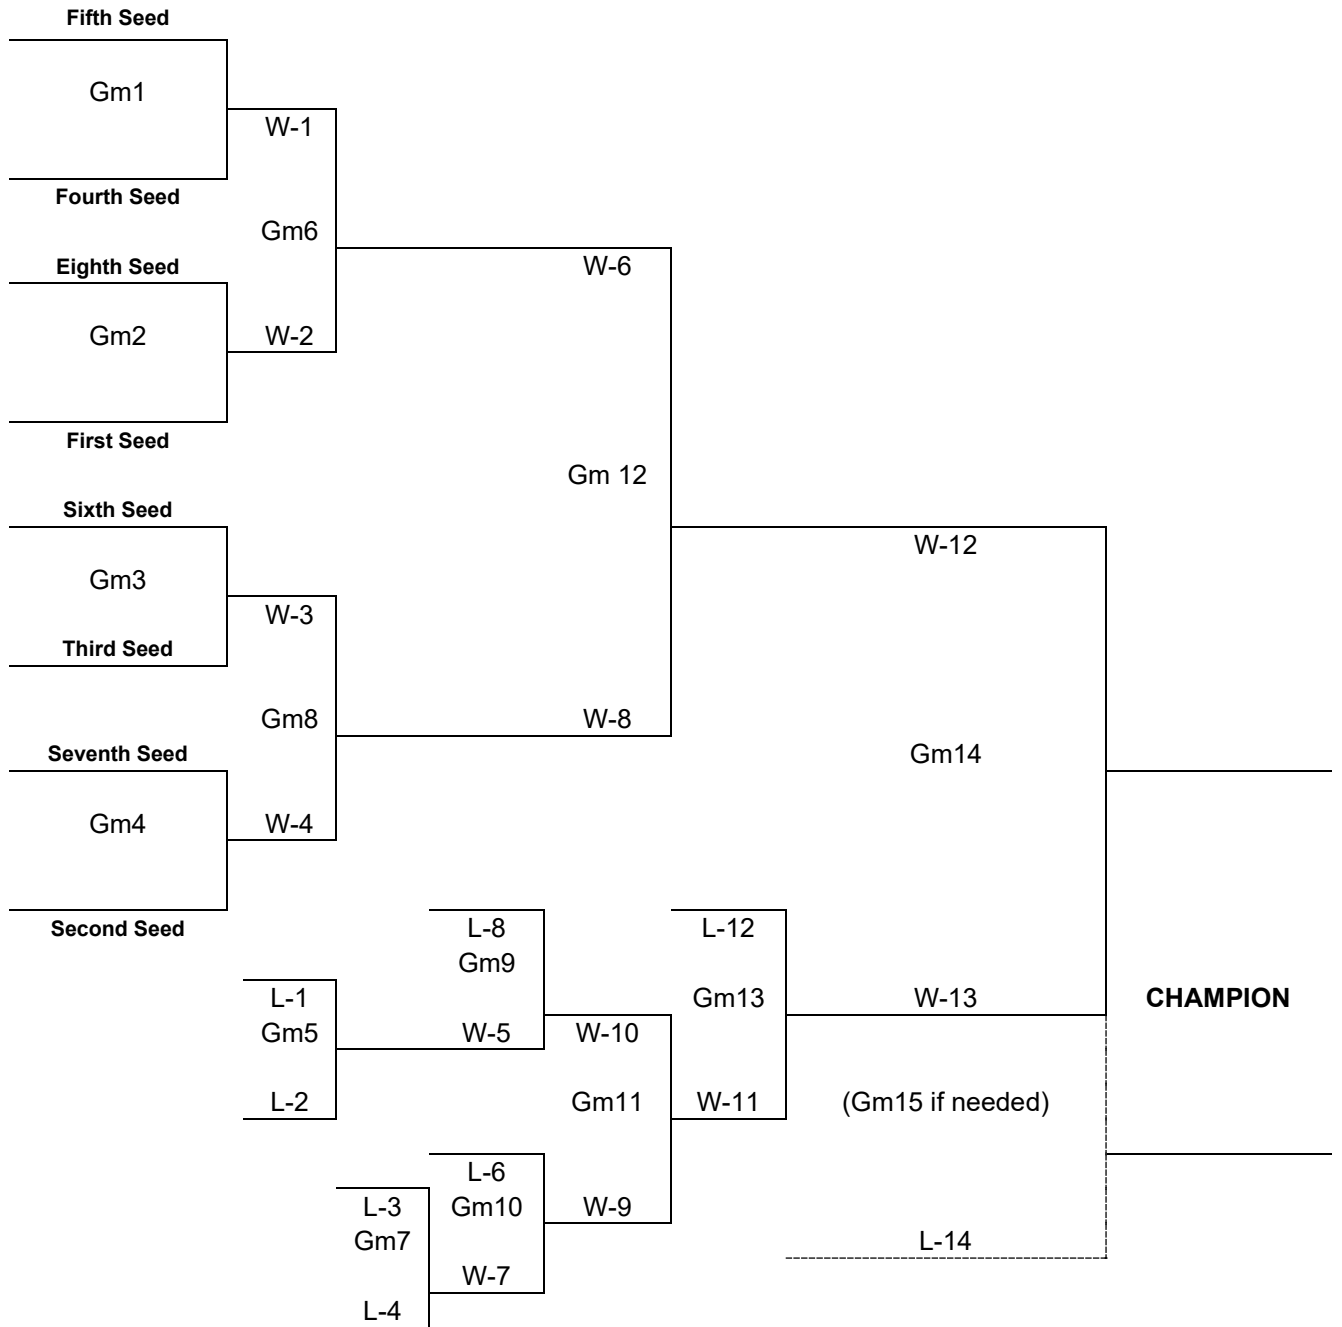 Fifth Seed
Gm1
W-1
Fourth Seed
Gm6
Eighth Seed
W-6
Gm2
W-2
First Seed
Gm 12
Sixth Seed
W-12
Gm3
W-3
Third Seed
Gm8
W-8
Seventh Seed
Gm14
Gm4
W-4
Second Seed
L-8
L-12
Gm9
L-1
Gm13
W-13
CHAMPION
Gm5
W-5
W-10
L-2
Gm11
W-11
(Gm15 if needed)
L-6
L-3
Gm10
W-9
Gm7
L-14
W-7
L-4